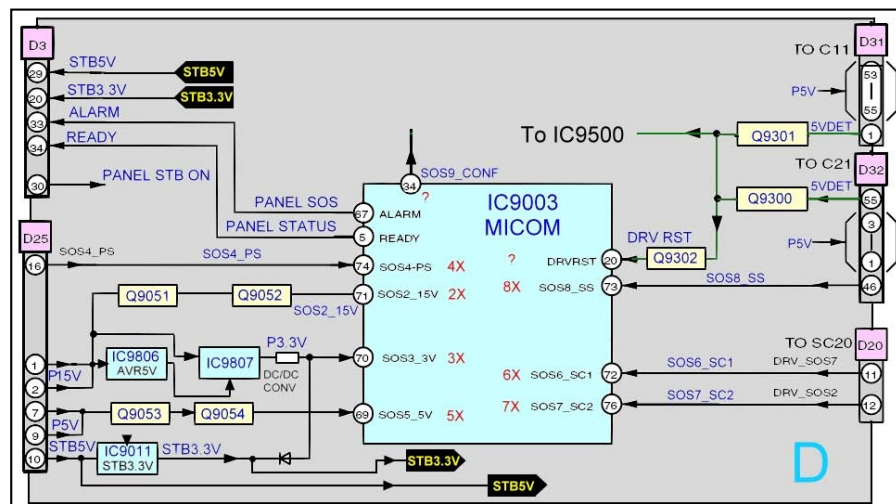 D3
29
STB5V
STB5V
20
STB3.3V
STB3.3V
33
ALARM
34
READY
30
PANEL STB ON
D31
TO C11
53
55
P5V
5VDET
1
Q9301
To IC9500
TO C21
D32
5VDET
55
Q9300
3
P5V
1
DRV RST
Q9302
SOS8_SS
46
SOS9_CONF
34
?
IC9003
MICOM
PANEL SOS
67
ALARM
PANEL STATUS
5
READY
D25
16
SOS4_PS
SOS4_PS
74
SOS4-PS
4X
?
DRVRST
20
Q9051
Q9052
SOS2_15V
71
SOS2_15V
2X
8X
SOS8_SS
73
1
P15V
2
IC9806
AVR5V
IC9807
P3.3V
DC/DC
CONV
70
SOS3_3V
3X
TO SC20
D20
6X
SOS6_SC1
72
SOS6_SC1
DRV_SOS7
11
7
P5V
9
Q9053
Q9054
69
SOS5_5V
5X
7X
SOS7_SC2
76
SOS7_SC2
DRV_SOS2
12
STB5V
10
IC9011
STB3.3V
STB3.3V
STB3.3V
STB5V
D